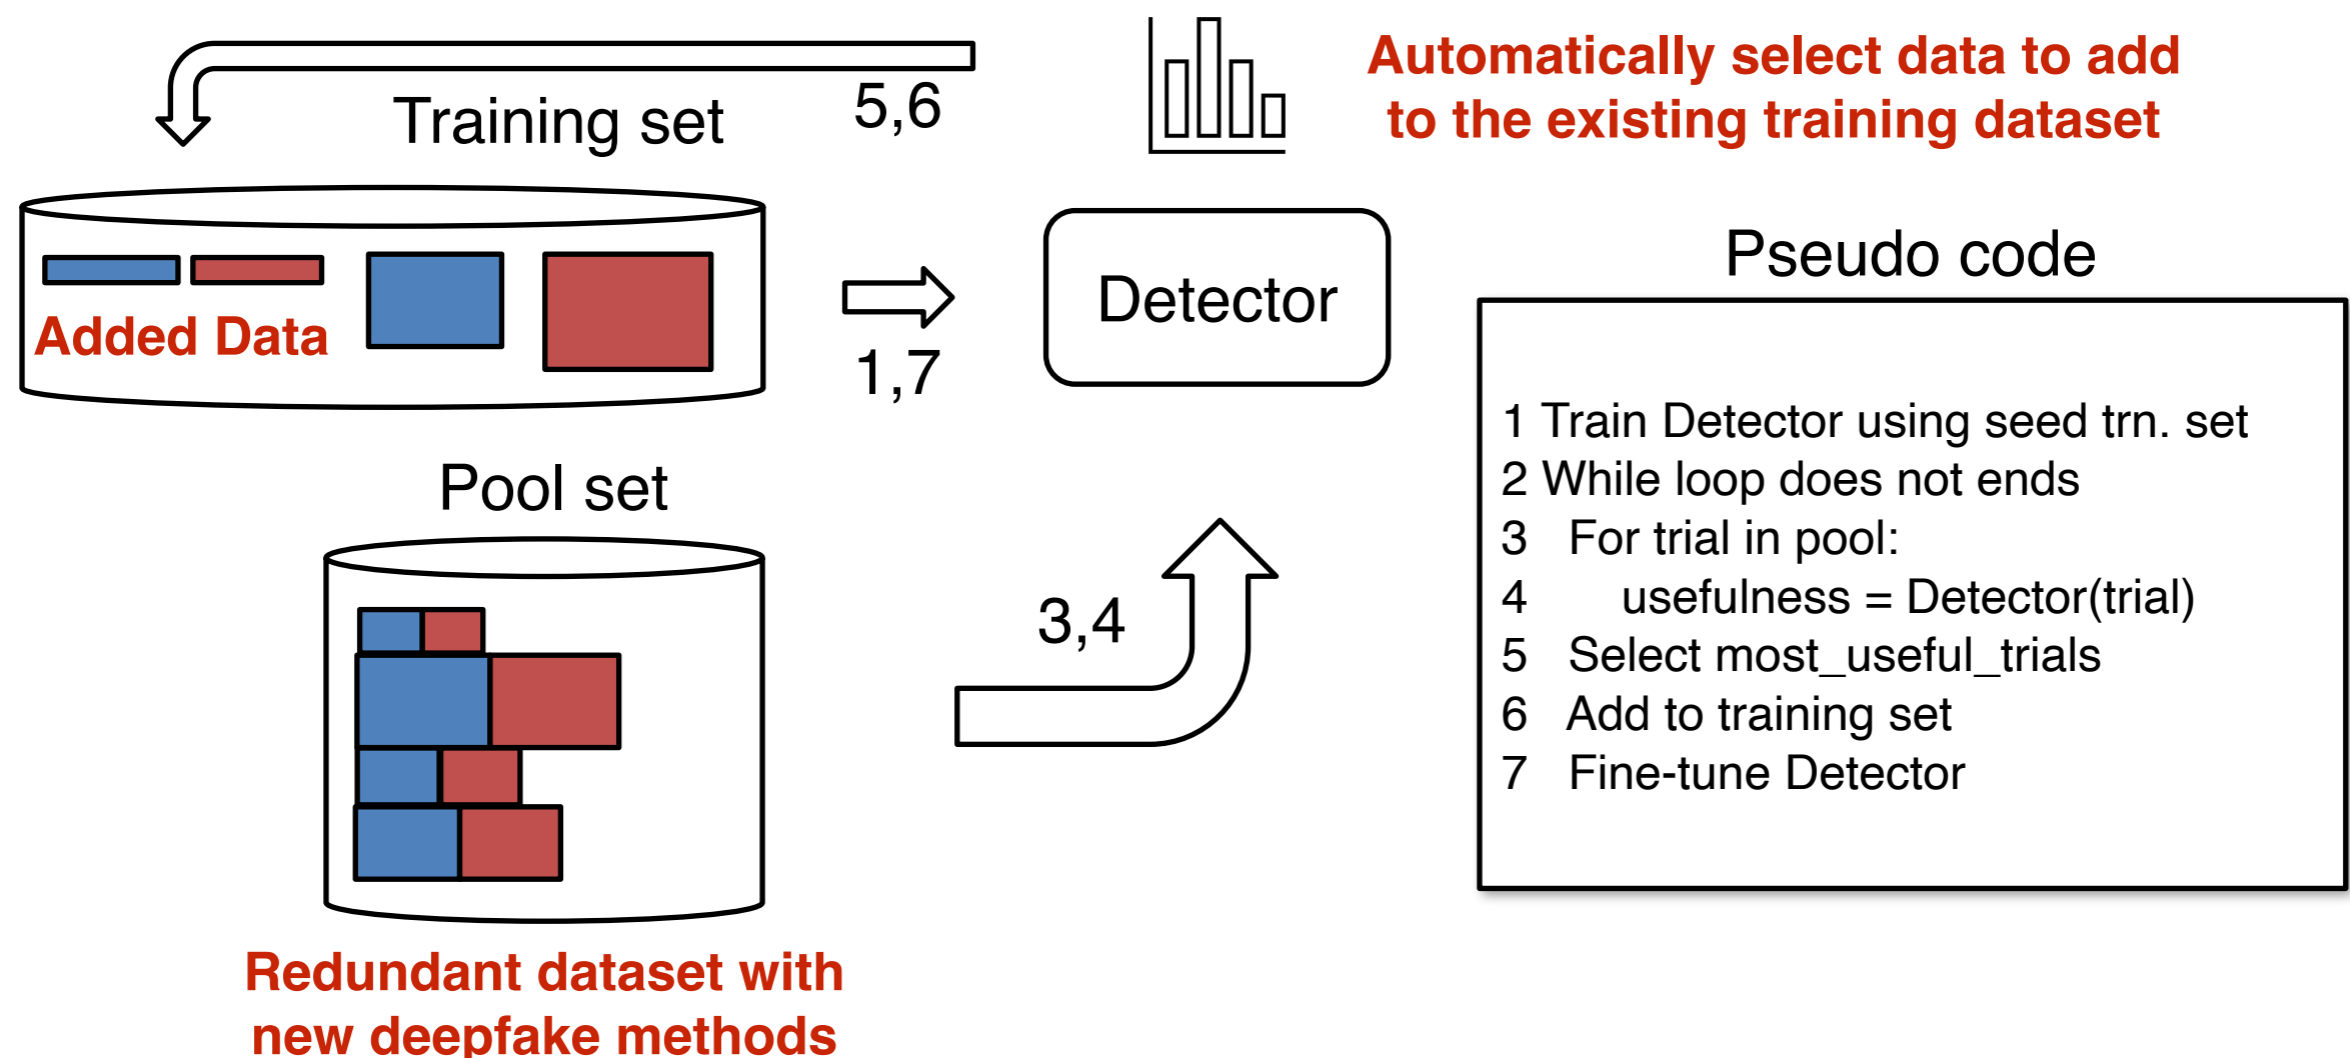 Automatically select data to add
to the existing training dataset
5,6
Training set
Added Data
1,7
Detector
Pool set
3,4
Redundant dataset with
new deepfake methods
Pseudo code
1 Train Detector using seed trn. set
2 While loop does not ends
3 For trial in pool:
4 usefulness = Detector(trial)
5 Select most_useful_trials
6 Add to training set
7 Fine-tune Detector